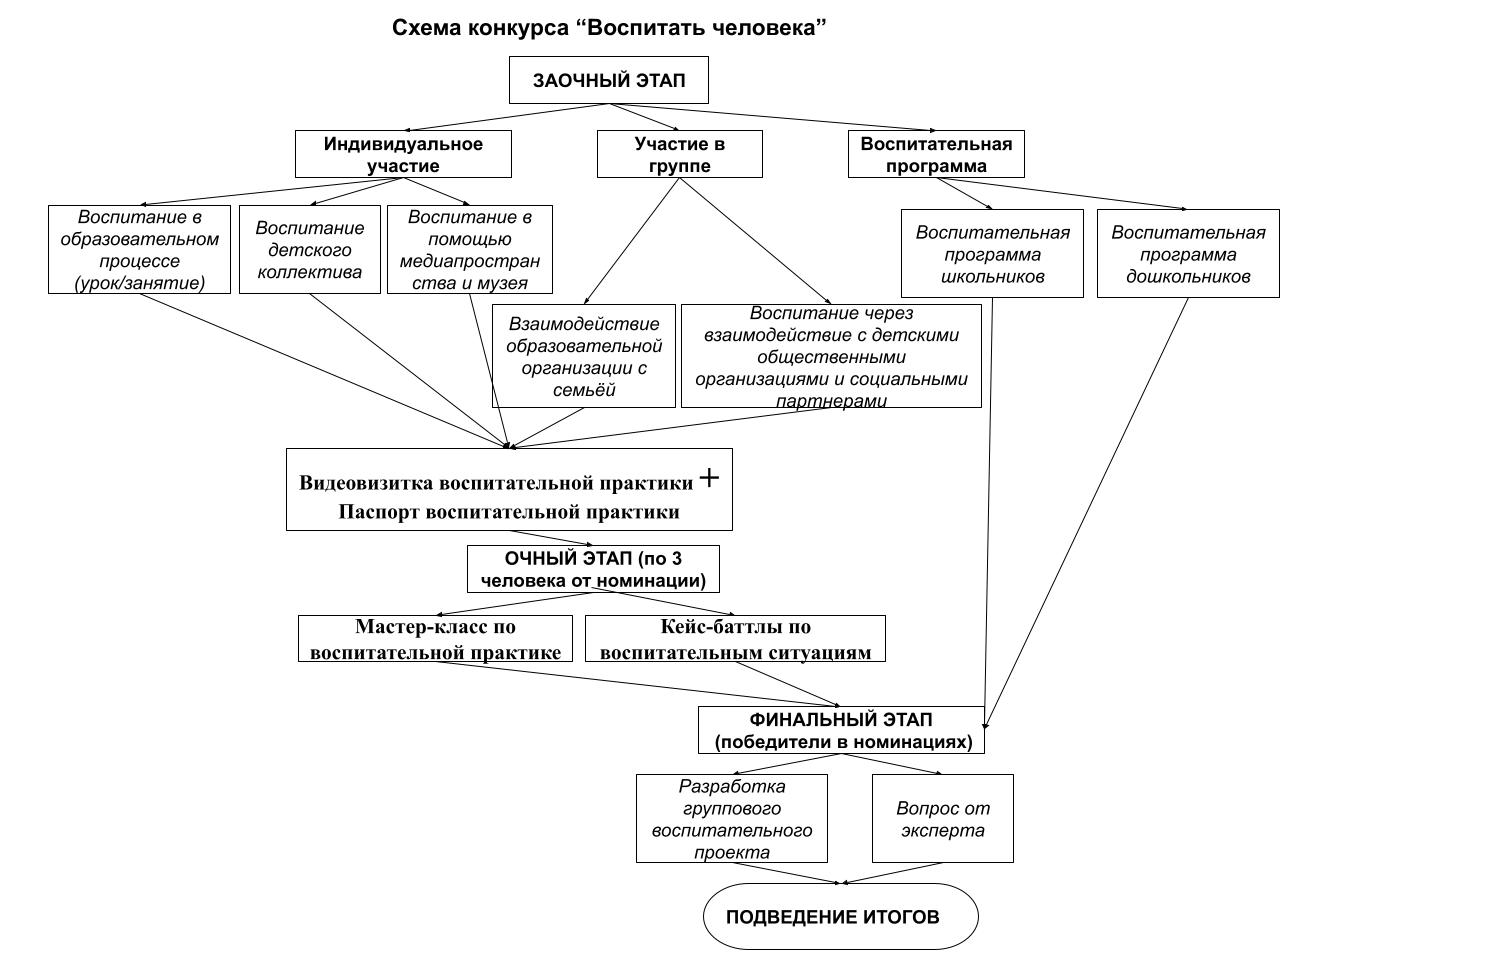 Схема конкурса “Воспитать человека”
ЗАОЧНЫЙ ЭТАП
Индивидуальное
участие
Участие в
группе
Воспитательная
программа
Воспитание в
образовательном
процессе
(урок/занятие)
Воспитание
детского
коллектива
Воспитание в
помощью
медиапростран
ства и музея
Воспитательная
программа
школьников
Воспитательная
программа
дошкольников
Взаимодействие
образовательной
организации с
семьёй
Воспитание через
взаимодействие с детскими
общественными
организациями и социальными
партнерами
Видеовизитка воспитательной практики +
Паспорт воспитательной практики
ОЧНЫЙ ЭТАП (по 3
человека от номинации)
Мастер-класс по
воспитательной практике
Кейс-баттлы по
воспитательным ситуациям
ФИНАЛЬНЫЙ ЭТАП
(победители в номинациях)
Разработка
группового
воспитательного
проекта
Вопрос от
эксперта
ПОДВЕДЕНИЕ ИТОГОВ